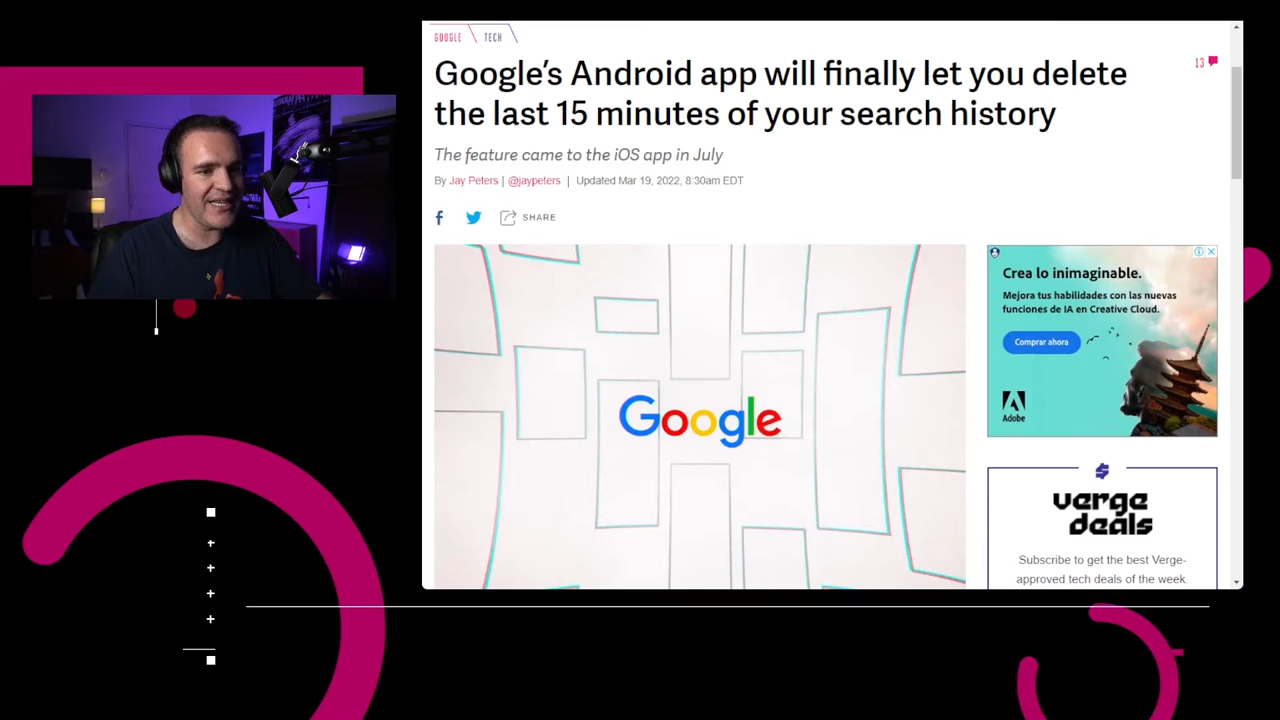 GOOGLE TECH
Google's Android app will finally let you delete
the last 15 minutes of your search history
13
The feature came to the iOS app in July
By Jay Peters | @jaypeters | Updated Mar 19, 2022, 8:30am EDT
SHARE
Google
Crea lo inimaginable.
Mejora tus habilidades con las nuevas
funciones de IA en Creative Cloud.
Comprar ahora
Adobe
verge
deals
Subscribe to get the best Verge-
approved tech deals of the week.